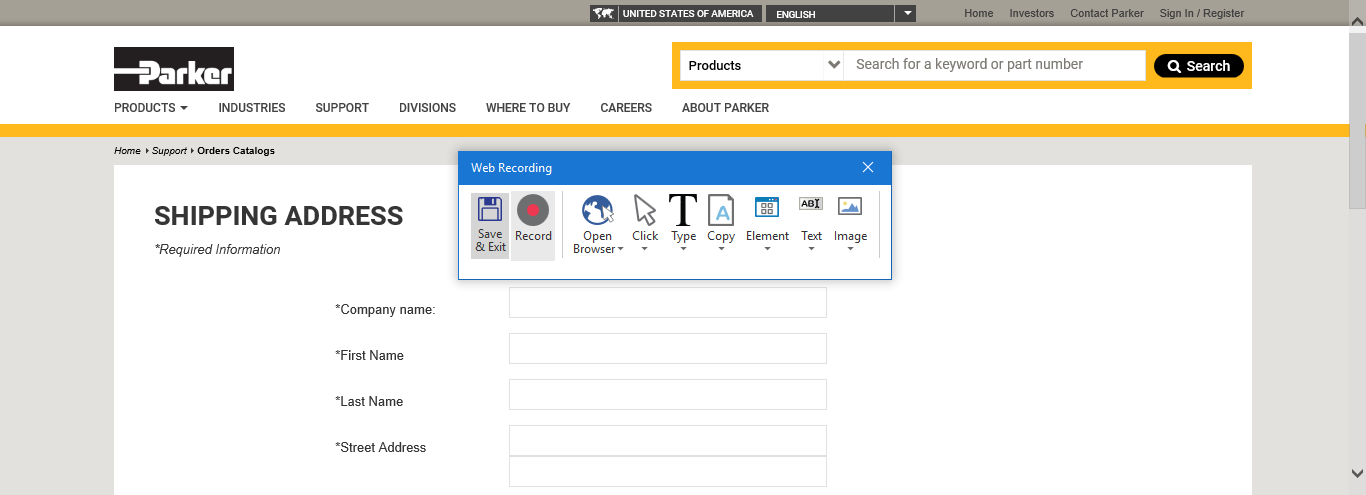 UNITED STATES OF AMERICA ENGLISH Home Investors Contact Parker Sign In / Register
Parker
Products Search for a keyword or part number Search
PRODUCTS INDUSTRIES SUPPORT DIVISIONS WHERE TO BUY CAREERS ABOUT PARKER
Home Support Orders Catalogs
Web Recording
Save & Exit
Record
Open Browser
Click
Type
Copy
Element
Text
Image
T
A
AB
SHIPPING ADDRESS
*Required Information
*Company name:
*First Name
*Last Name
*Street Address